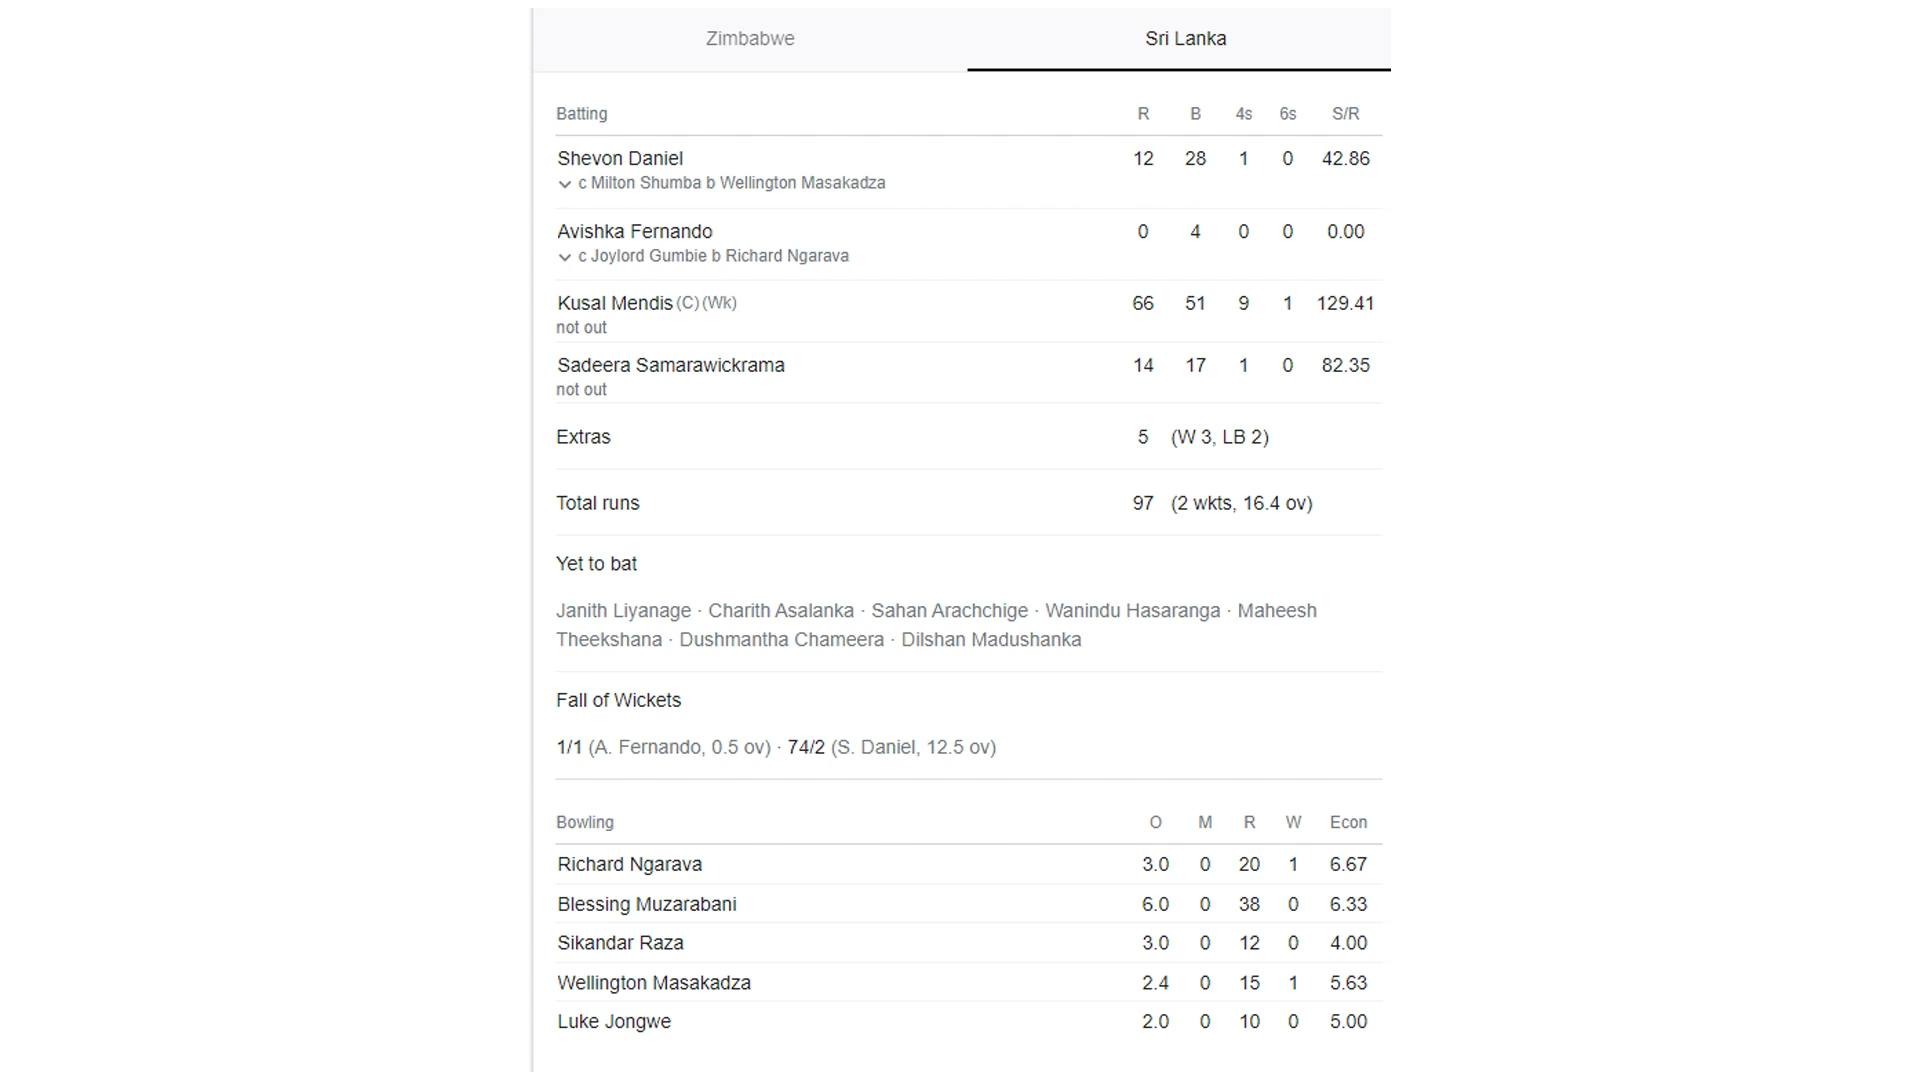 Zimbabwe Sri Lanka
Batting R B 4s 6s S/R
Shevon Daniel 12 28 1 0 42.86
c Milton Shumba b Wellington Masakadza
Avishka Fernando 0 4 0 0 0.00
c Joylord Gumbie b Richard Ngarava
Kusal Mendis (C) (Wk) 66 51 9 1 129.41
not out
Sadeera Samarawickrama 14 17 1 0 82.35
not out
Extras 5 (W 3, LB 2)
Total runs 97 (2 wkts, 16.4 ov)
Yet to bat
Janith Liyanage · Charith Asalanka · Sahan Arachchige · Wanindu Hasaranga · Maheesh
Theekshana · Dushmantha Chameera · Dilshan Madushanka
Fall of Wickets
1/1 (A. Fernando, 0.5 ov) · 74/2 (S. Daniel, 12.5 ov)
Bowling O M R W Econ
Richard Ngarava 3.0 0 20 1 6.67
Blessing Muzarabani 6.0 0 38 0 6.33
Sikandar Raza 3.0 0 12 0 4.00
Wellington Masakadza 2.4 0 15 1 5.63
Luke Jongwe 2.0 0 10 0 5.00